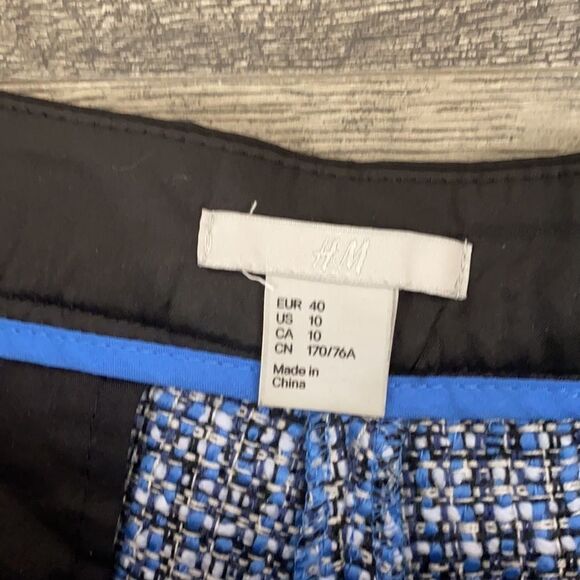 H&M
EUR 40
US 10
CA 10
CN 170/76A
Made in
China